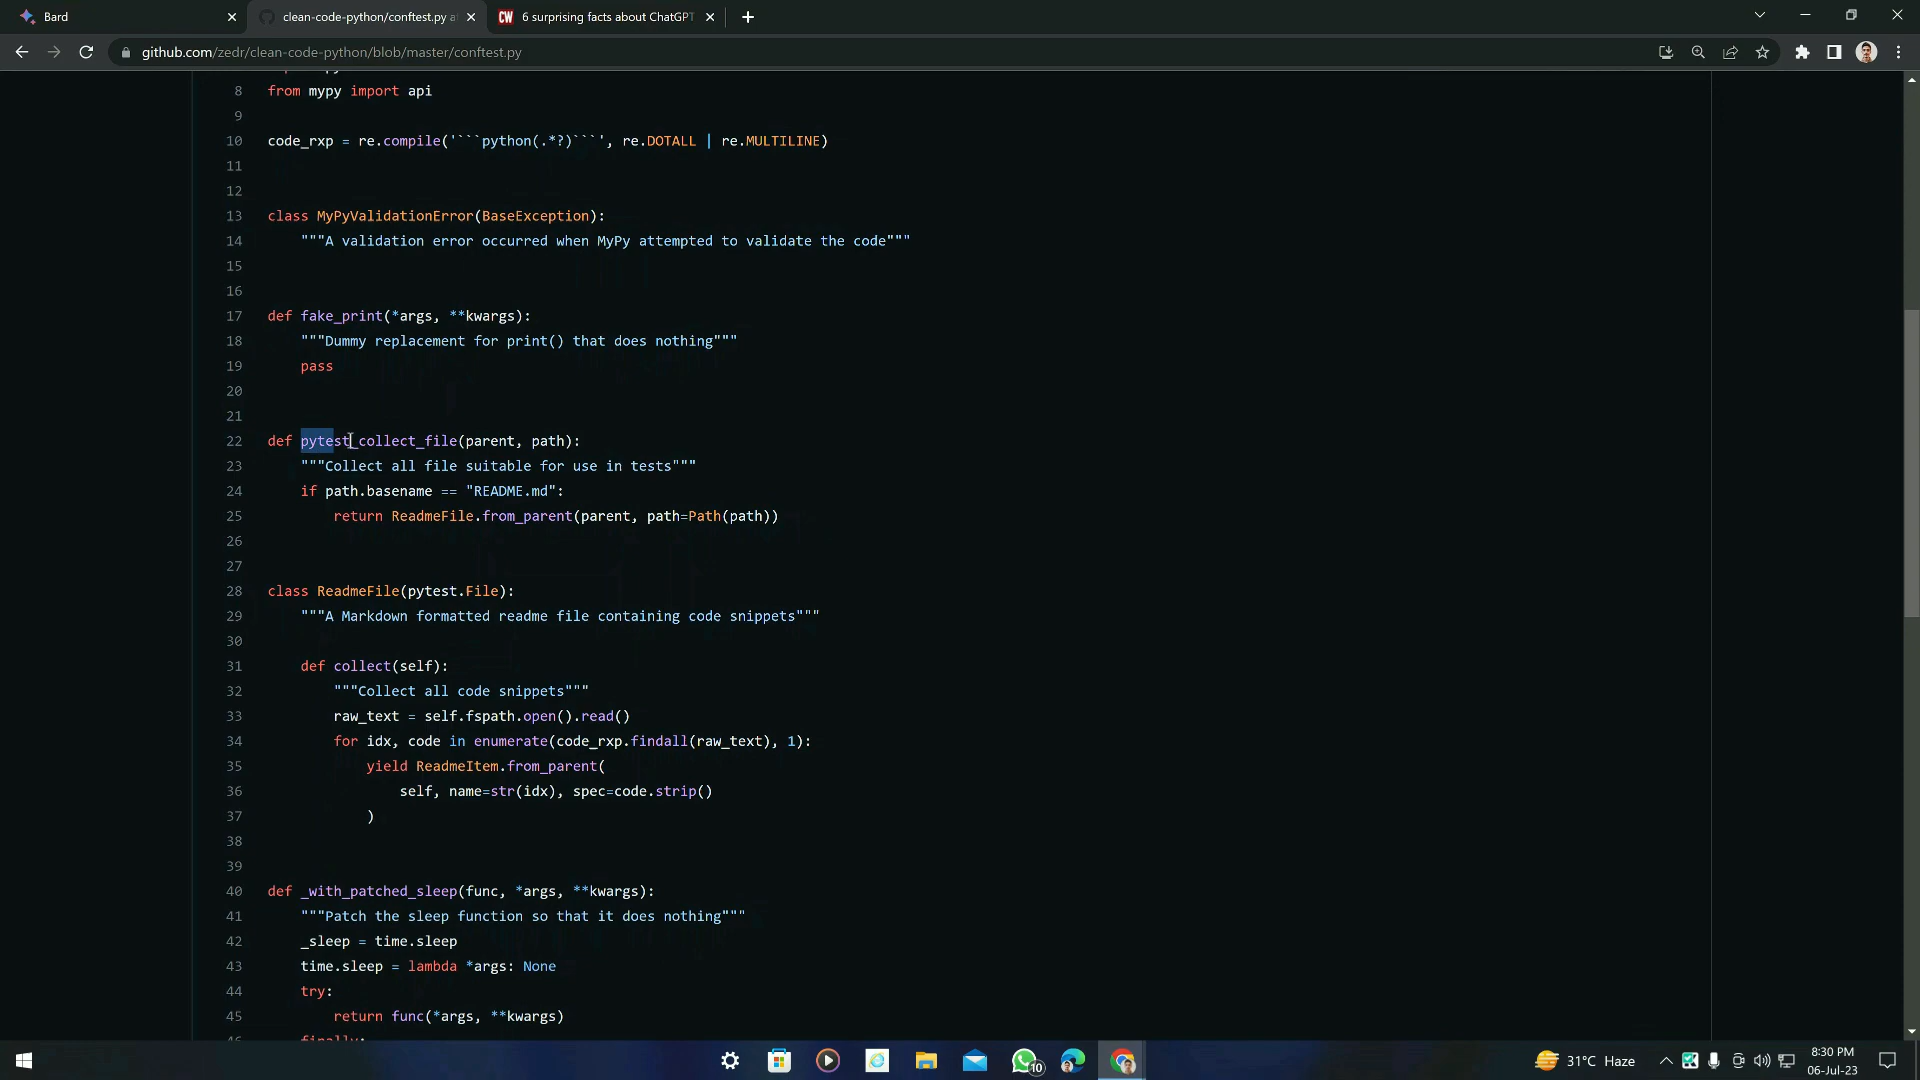 Bard
clean-code-python/conftest.py at
6 surprising facts about ChatGPT
github.com/zedr/clean-code-python/blob/master/conftest.py
8 from mypy import api
9
10 code_rxp = re.compile('```python(.*?)```', re.DOTALL | re.MULTILINE)
11
12
13 class MyPyValidationError(BaseException):
14 """A validation error occurred when MyPy attempted to validate the code"""
15
16
17 def fake_print(*args, **kwargs):
18 """Dummy replacement for print() that does nothing"""
19 pass
20
21
22 def pytest_collect_file(parent, path):
23 """Collect all file suitable for use in tests"""
24 if path.basename == "README.md":
25 return ReadmeFile.from_parent(parent, path=Path(path))
26
27
28 class ReadmeFile(pytest.File):
29 """A Markdown formatted readme file containing code snippets"""
30
31 def collect(self):
32 """Collect all code snippets"""
33 raw_text = self.fspath.open().read()
34 for idx, code in enumerate(code_rxp.findall(raw_text), 1):
35 yield ReadmeItem.from_parent(
36 self, name=str(idx), spec=code.strip()
37 )
38
39
40 def _with_patched_sleep(func, *args, **kwargs):
41 """Patch the sleep function so that it does nothing"""
42 _sleep = time.sleep
43 time.sleep = lambda *args: None
44 try:
45 return func(*args, **kwargs)
10
31°C Haze
8:30 PM
06-Jul-23